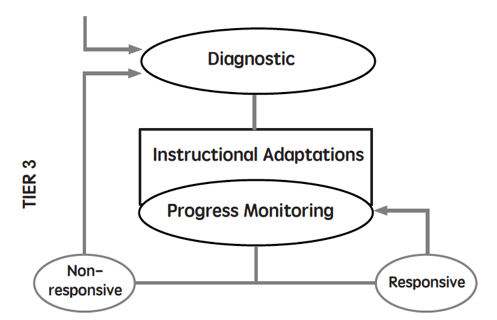 Diagnostic
Instructional Adaptations
TIER 3
Progress Monitoring
Non-
responsive
Responsive